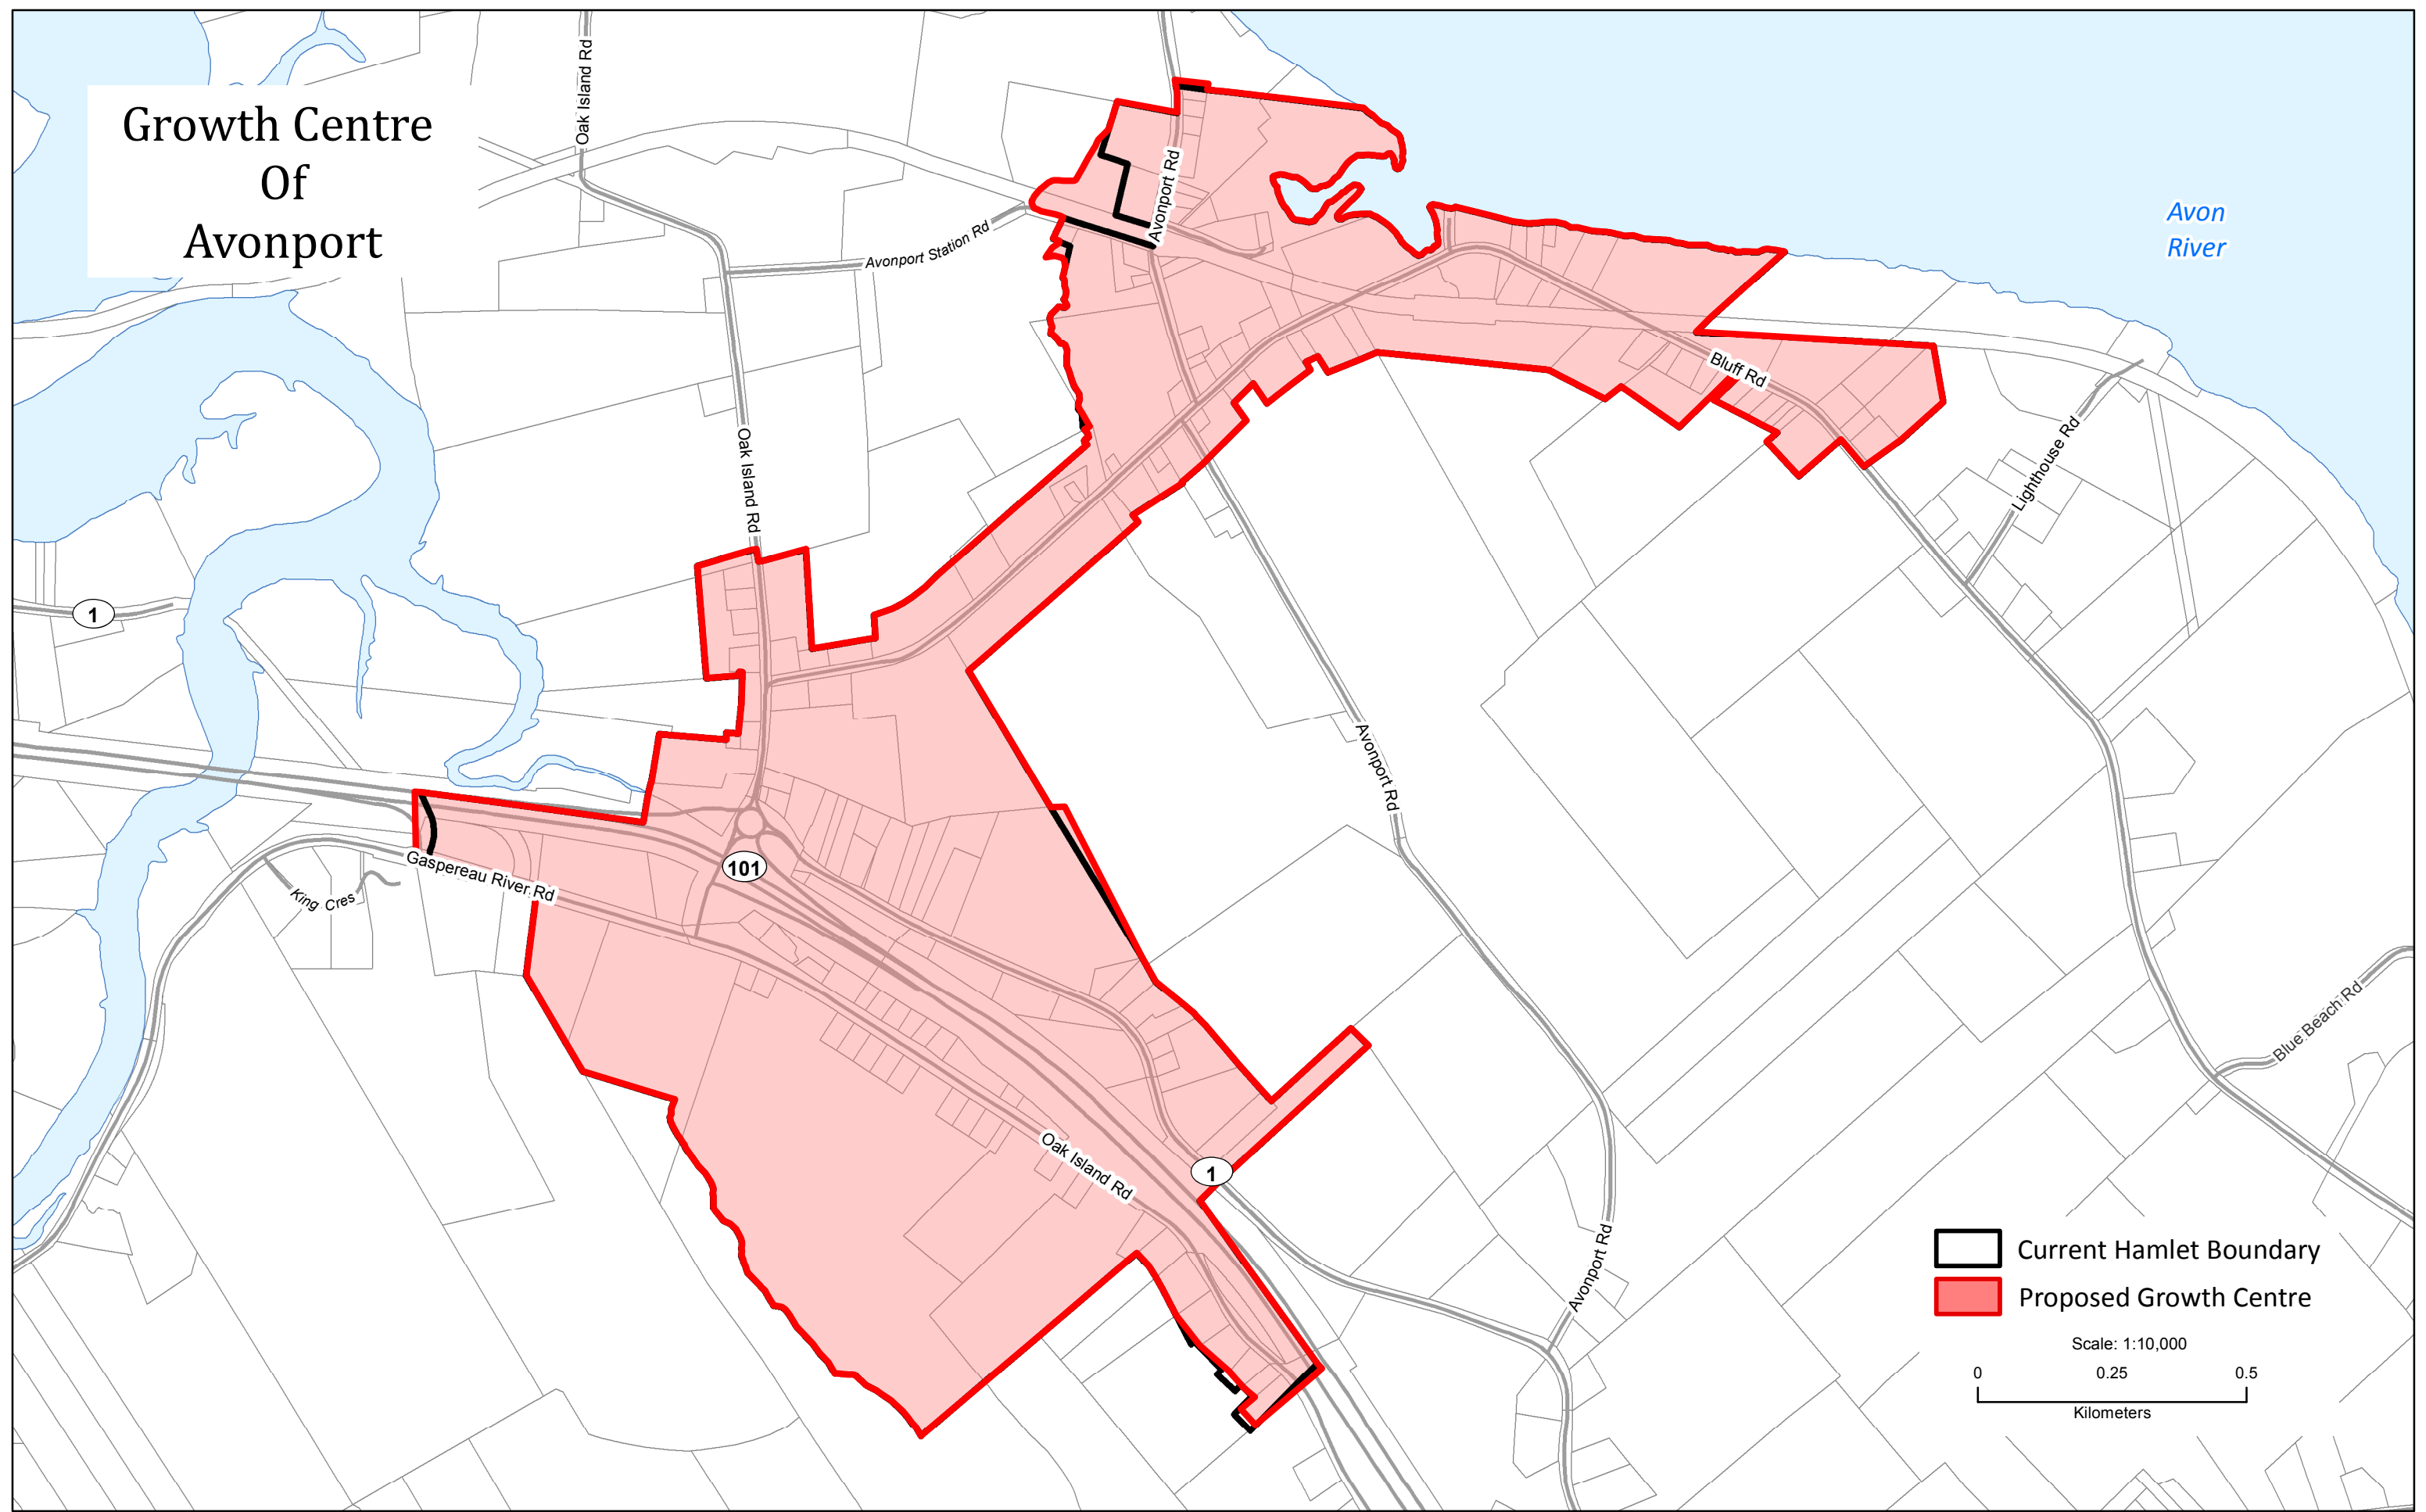 Growth Centre
Of
Avonport
Oak Island Rd
Avonport Rd
Avon
River
Avonport Station Rd
Bluff Rd
Lighthouse Rd
Oak Island Rd
1
Avonport Rd
101
Gaspereau River Rd
King Cres
Blue Beach Rd
Oak Island Rd
1
Avonport Rd
Current Hamlet Boundary
Proposed Growth Centre
Scale: 1:10,000
0 0.25 0.5
Kilometers